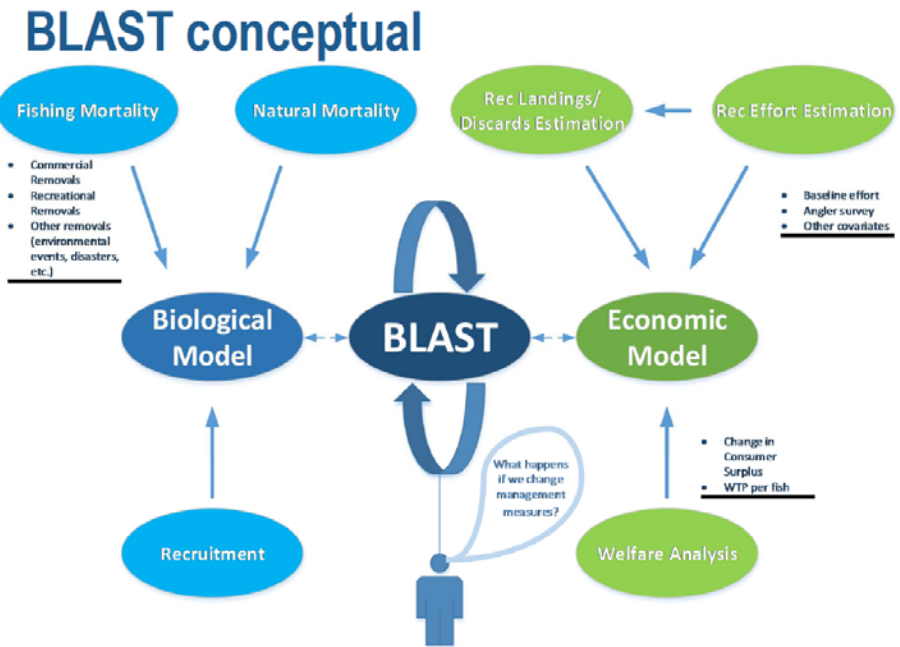 BLAST conceptual
Fishing Mortality
Natural Mortality
Rec Landings/
Discards Estimation
Rec Effort Estimation
• Commercial
Removals
• Recreational
Removals
• Other removals
(environmental
events, disasters,
etc.)
• Baseline effort
• Angler survey
• Other covariates
Biological
Model
BLAST
Economic
Model
What happens
if we change
management
measures?
• Change in
Consumer
Surplus
• WTP per fish
Recruitment
Welfare Analysis